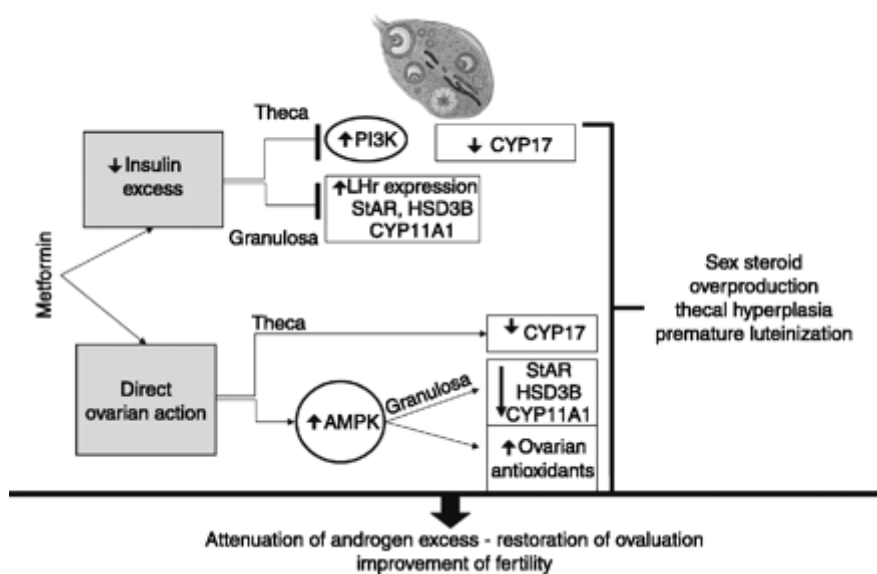 Theca
↑PI3K
↓ CYP17
↓Insulin
excess
↑LHr expression
StAR, HSD3B
CYP11A1
Granulosa
Metformin
Sex steroid
overproduction
thecal hyperplasia
premature luteinization
Theca
↓ CYP17
Direct
ovarian action
↑AMPK
Granulosa
↓ StAR
HSD3B
CYP11A1
↑Ovarian
antioxidants
Attenuation of androgen excess - restoration of ovaluation
improvement of fertility